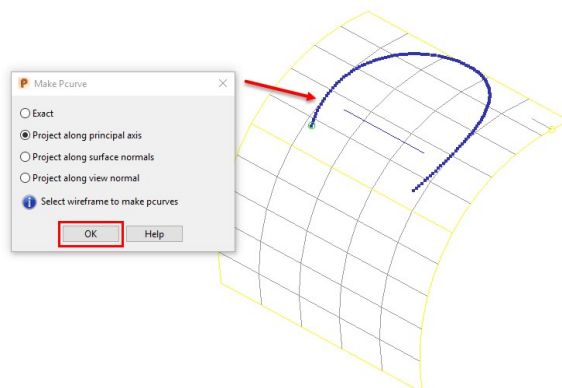 Make Pcurve
Exact
Project along principal axis
Project along surface normals
Project along view normal
Select wireframe to make pcurves
OK
Help